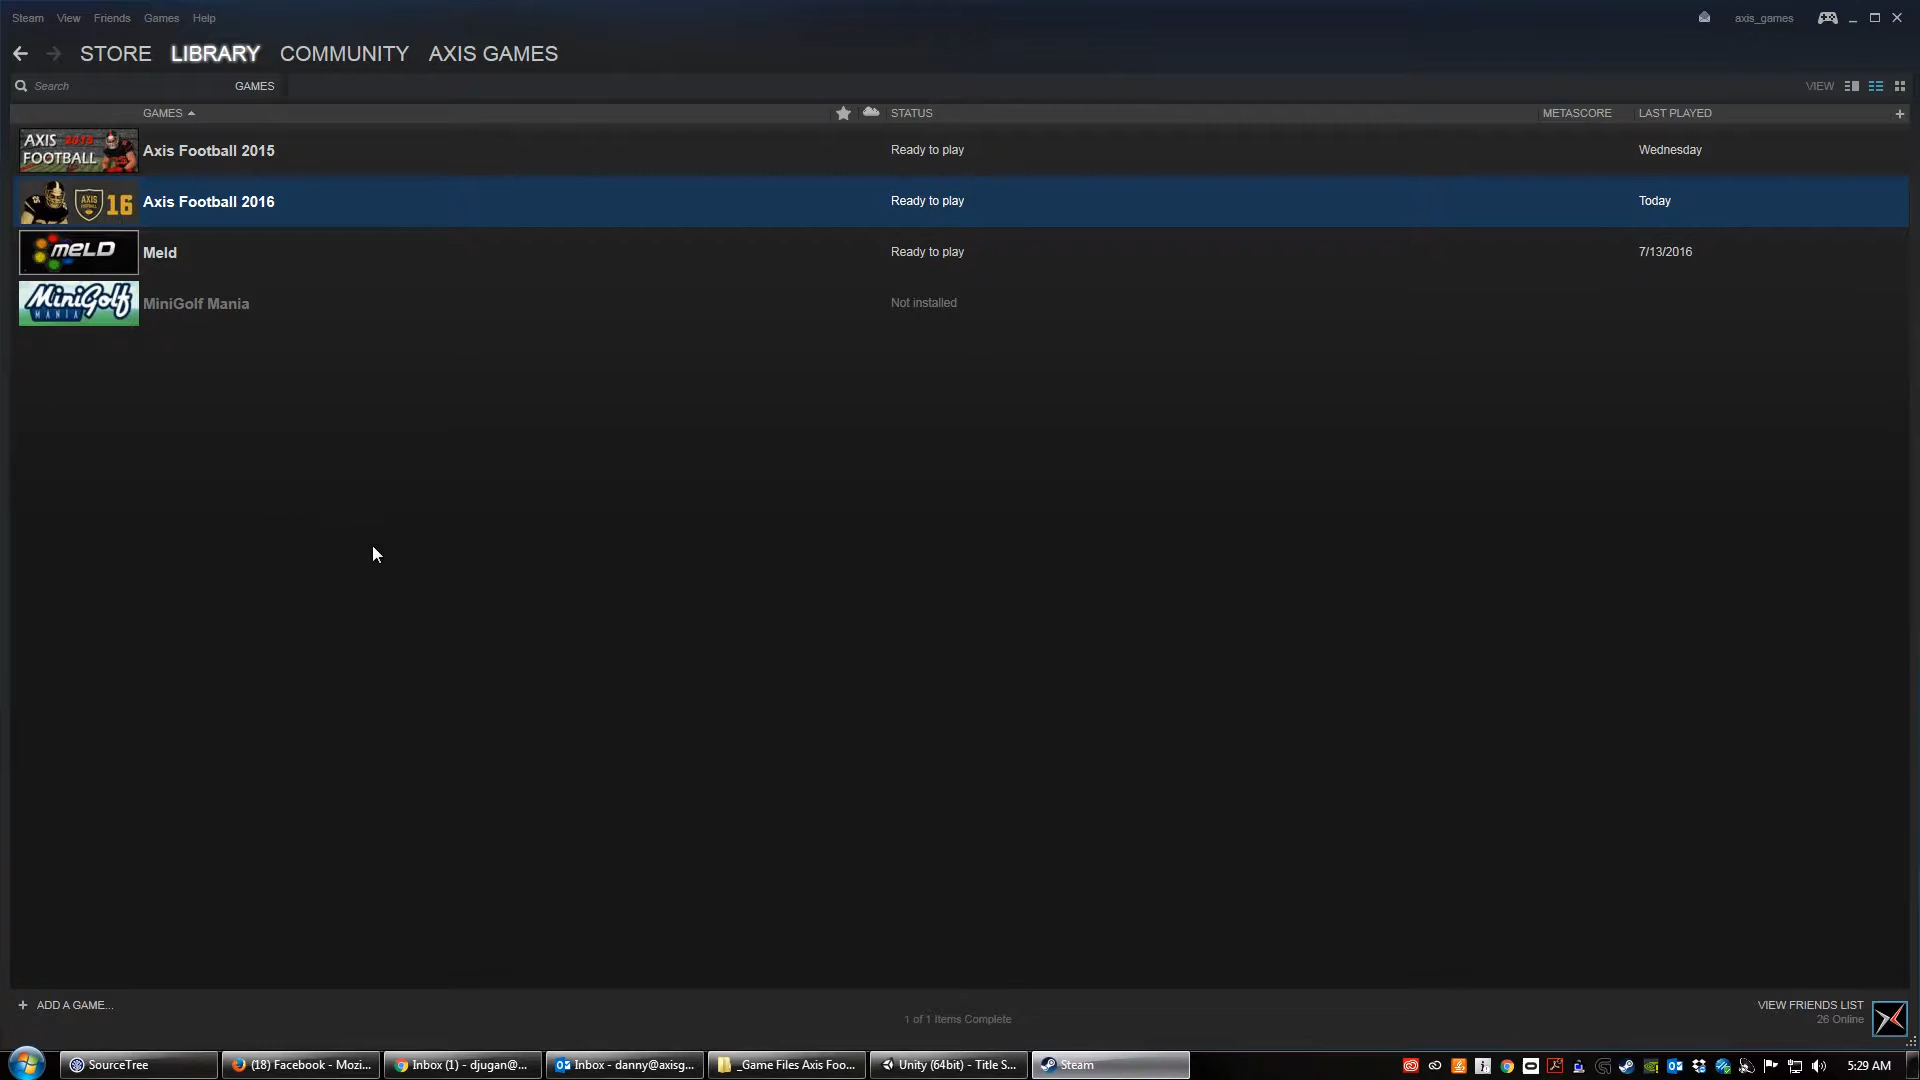 Steam View Friends Games Help
axis_games
STORE LIBRARY COMMUNITY AXIS GAMES
Search
GAMES
VIEW
GAMES STATUS METASCORE LAST PLAYED
AXIS 2015
FOOTBALL
Axis Football 2015 Ready to play Wednesday
AXIS
FOOTBALL
16
Axis Football 2016 Ready to play Today
MELD
Meld Ready to play 7/13/2016
MiniGolf
MANIA
MiniGolf Mania Not installed
+ ADD A GAME...
1 of 1 Items Complete
VIEW FRIENDS LIST
26 Online
SourceTree
(18) Facebook - Mozi...
Inbox (1) - djugan@...
Inbox - danny@axisg...
_Game Files Axis Foo...
Unity (64bit) - Title S...
Steam
5:29 AM